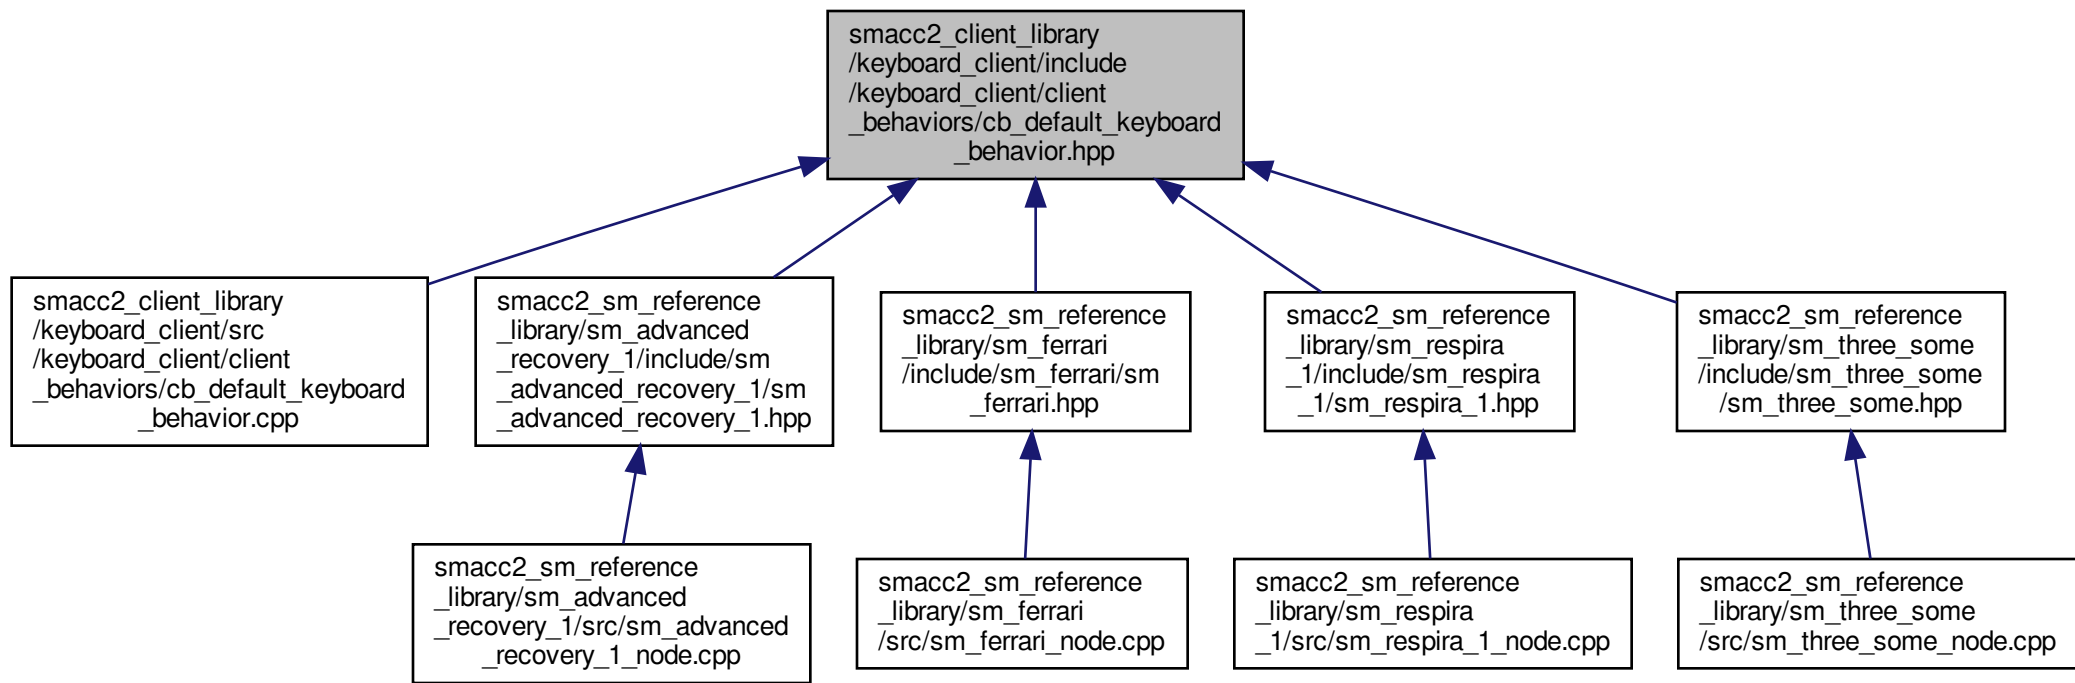 smacc2_client_library
/keyboard_client/include
/keyboard_client/client
_behaviors/cb_default_keyboard
_behavior.hpp
smacc2_client_library
/keyboard_client/src
/keyboard_client/client
_behaviors/cb_default_keyboard
_behavior.cpp
smacc2_sm_reference
_library/sm_advanced
_recovery_1/include/sm
_advanced_recovery_1/sm
_advanced_recovery_1.hpp
smacc2_sm_reference
_library/sm_ferrari
/include/sm_ferrari/sm
_ferrari.hpp
smacc2_sm_reference
_library/sm_respira
_1/include/sm_respira
_1/sm_respira_1.hpp
smacc2_sm_reference
_library/sm_three_some
/include/sm_three_some
/sm_three_some.hpp
smacc2_sm_reference
_library/sm_advanced
_recovery_1/src/sm_advanced
_recovery_1_node.cpp
smacc2_sm_reference
_library/sm_ferrari
/src/sm_ferrari_node.cpp
smacc2_sm_reference
_library/sm_respira
_1/src/sm_respira_1_node.cpp
smacc2_sm_reference
_library/sm_three_some
/src/sm_three_some_node.cpp